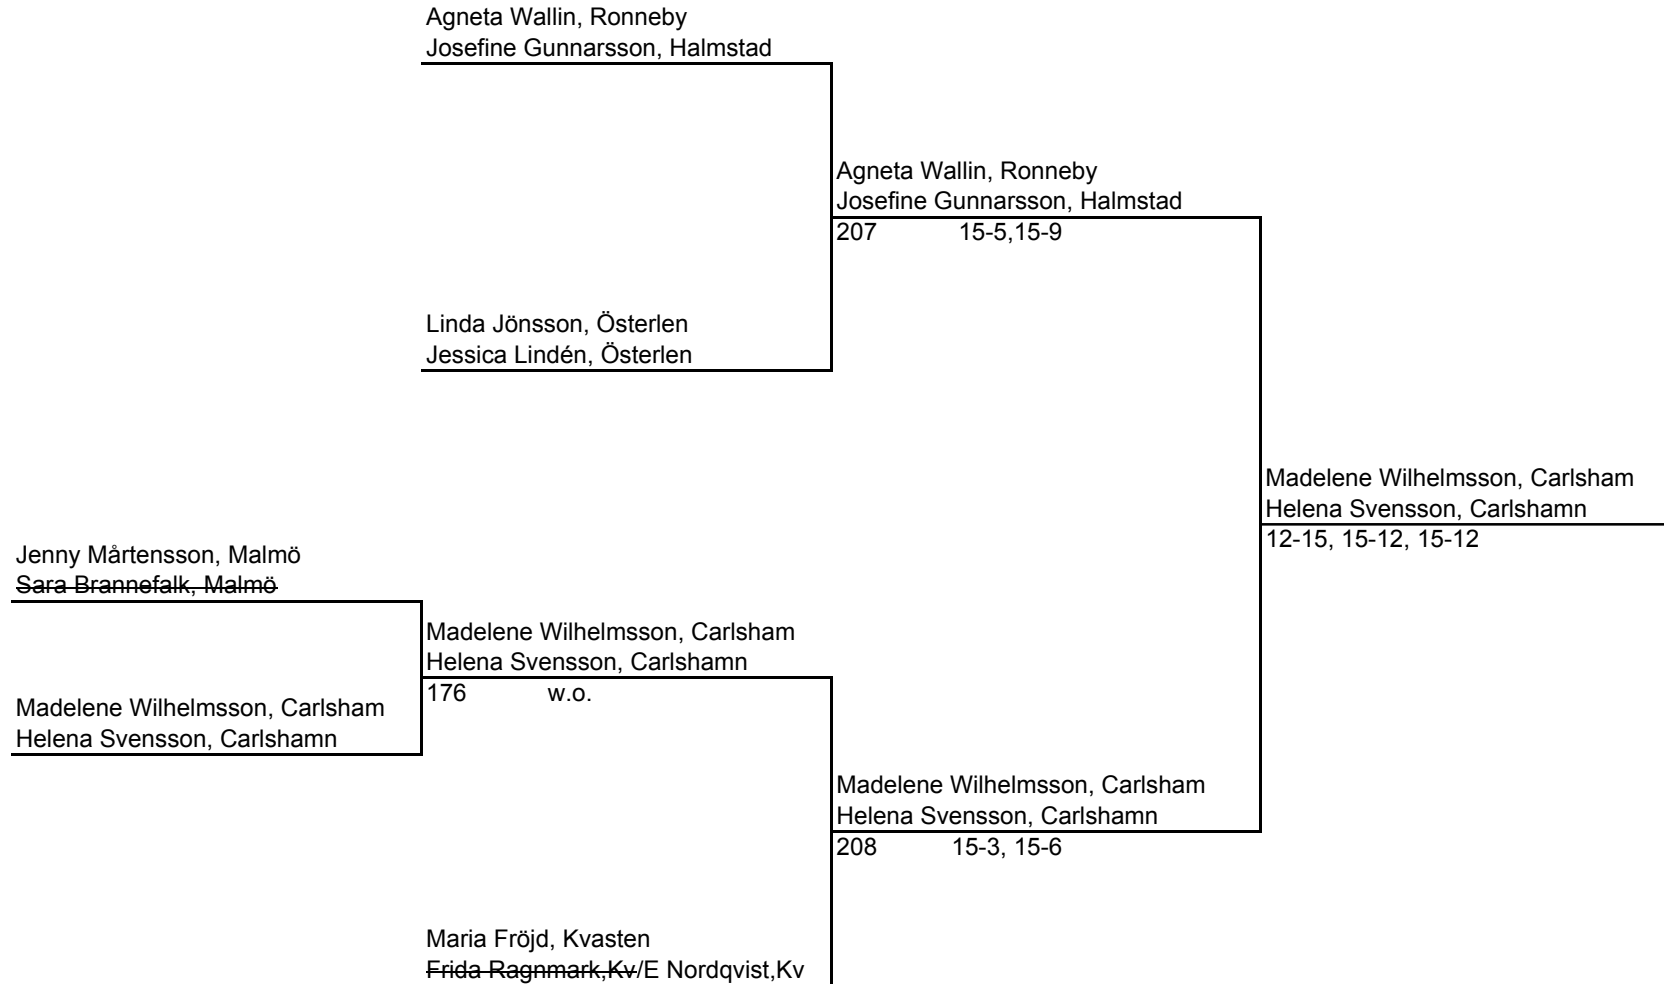 Agneta Wallin, Ronneby
Josefine Gunnarsson, Halmstad
Agneta Wallin, Ronneby
Josefine Gunnarsson, Halmstad
207 15-5,15-9
Linda Jönsson, Österlen
Jessica Lindén, Österlen
Madelene Wilhelmsson, Carlsham
Helena Svensson, Carlshamn
12-15, 15-12, 15-12
Jenny Mårtensson, Malmö
Sara Brannefalk, Malmö
Madelene Wilhelmsson, Carlsham
Helena Svensson, Carlshamn
176 w.o.
Madelene Wilhelmsson, Carlsham
Helena Svensson, Carlshamn
Madelene Wilhelmsson, Carlsham
Helena Svensson, Carlshamn
208 15-3, 15-6
Maria Fröjd, Kvasten
Frida Ragnmark,Kv/E Nordqvist,Kv